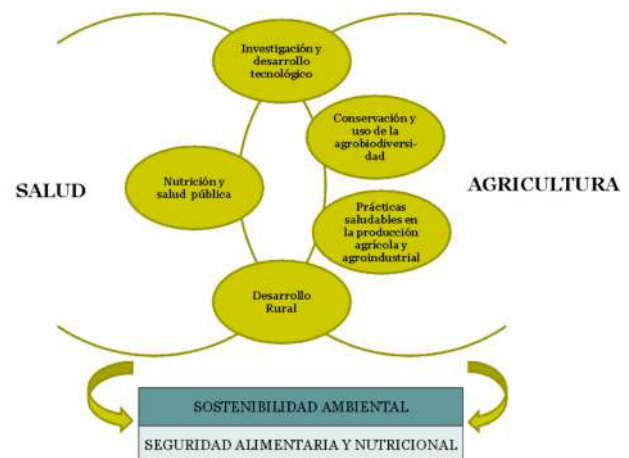 Investigación y
desarrollo
tecnológico
Conservación y
uso de la
agrobiodiversi-
dad
SALUD
Nutrición y
salud pública
AGRICULTURA
Prácticas
saludables en
la producción
agrícola y
agroindustrial
Desarrollo
Rural
SOSTENIBILIDAD AMBIENTAL
SEGURIDAD ALIMENTARIA Y NUTRICIONAL